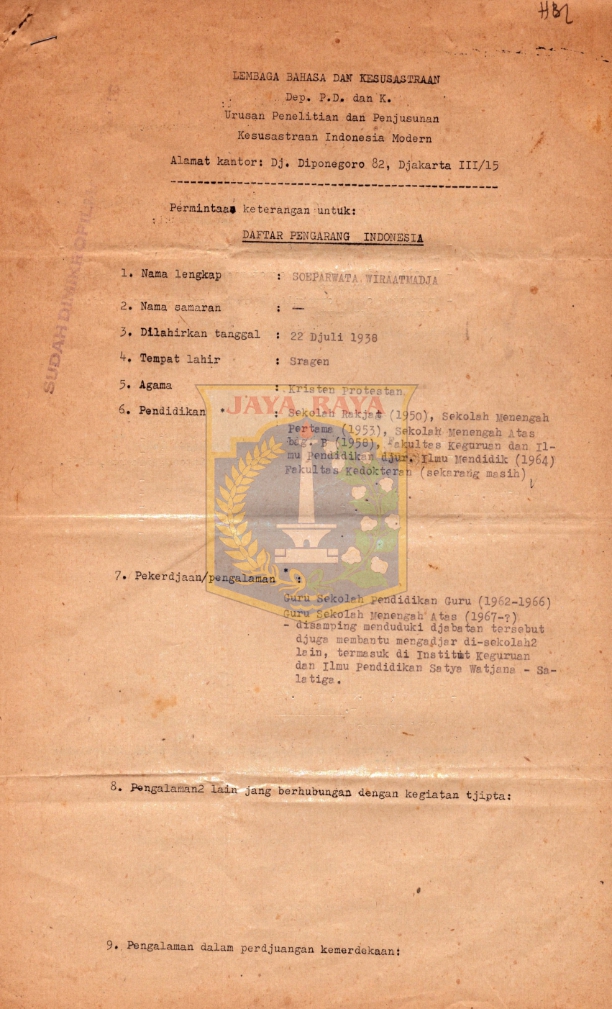 HBJ
LEMBAGA BAHASA DAN KESUSASTRAAN
Dep. P.D. dan K.
Urusan Penelitian dan Penjusunan
Kesusastraan Indonesia Modern
Alamat kantor: Dj. Diponegoro 82, Djakarta III/15
Permintaan keterangan untuk:
DAFTAR PENGARANG INDONESIA
SUDAH DI
1. Nama lengkap : SOEPARWATA WIRAATMADJA
2. Nama samaran : —
3. Dilahirkan tanggal : 22 Djuli 1938
4. Tempat lahir : Sragen
5. Agama : Kristen Protestan
JAYA RAYA
6. Pendidikan : Sekolah Rakjat (1950), Sekolah Menengah
Pertama (1953), Sekolah Menengah Atas
bag. B (1958), Fakultas Keguruan dan Il-
mu Pendidikan djur. Ilmu Mendidik (1964)
Fakultas Kedokteran (sekarang masih)
7. Pekerdjaan/pengalaman :
Guru Sekolah Pendidikan Guru (1962-1966)
Guru Sekolah Menengah Atas (1967-?)
- disamping menduduki djabatan tersebut
djuga membantu mengadjar di-sekolah2
lain, termasuk di Institut Keguruan
dan Ilmu Pendidikan Satya Watjana - Sa-
latiga.
8. Pengalaman2 lain jang berhubungan dengan kegiatan tjipta:
9. Pengalaman dalam perdjuangan kemerdekaan: